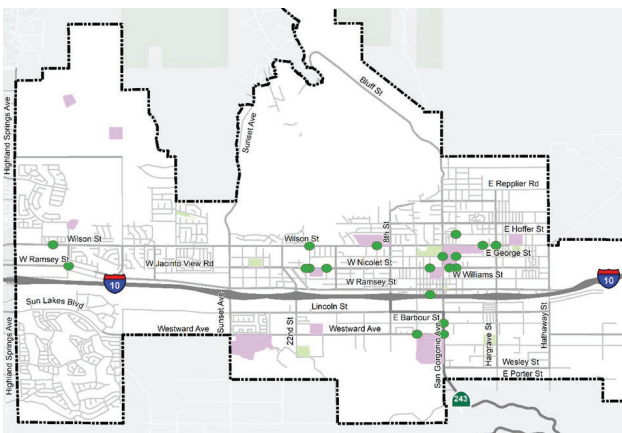 Highland Springs Ave
Sunset Ave
Bluff St
E Repplier Rd
E Hoffer St
8th St
Wilson St
Wilson St
E George St
W Ramsey St
W Jacinto View Rd
W Nicolet St
W Williams St
W Ramsey St
10
10
Sun Lakes Blvd
Lincoln St
Sunset Ave
22nd St
E Barbour St
Westward Ave
Westward Ave
San Gorgonio Ave
Hargrave St
Hathaway St
Highland Springs Ave
Wesley St
E Porter St
243